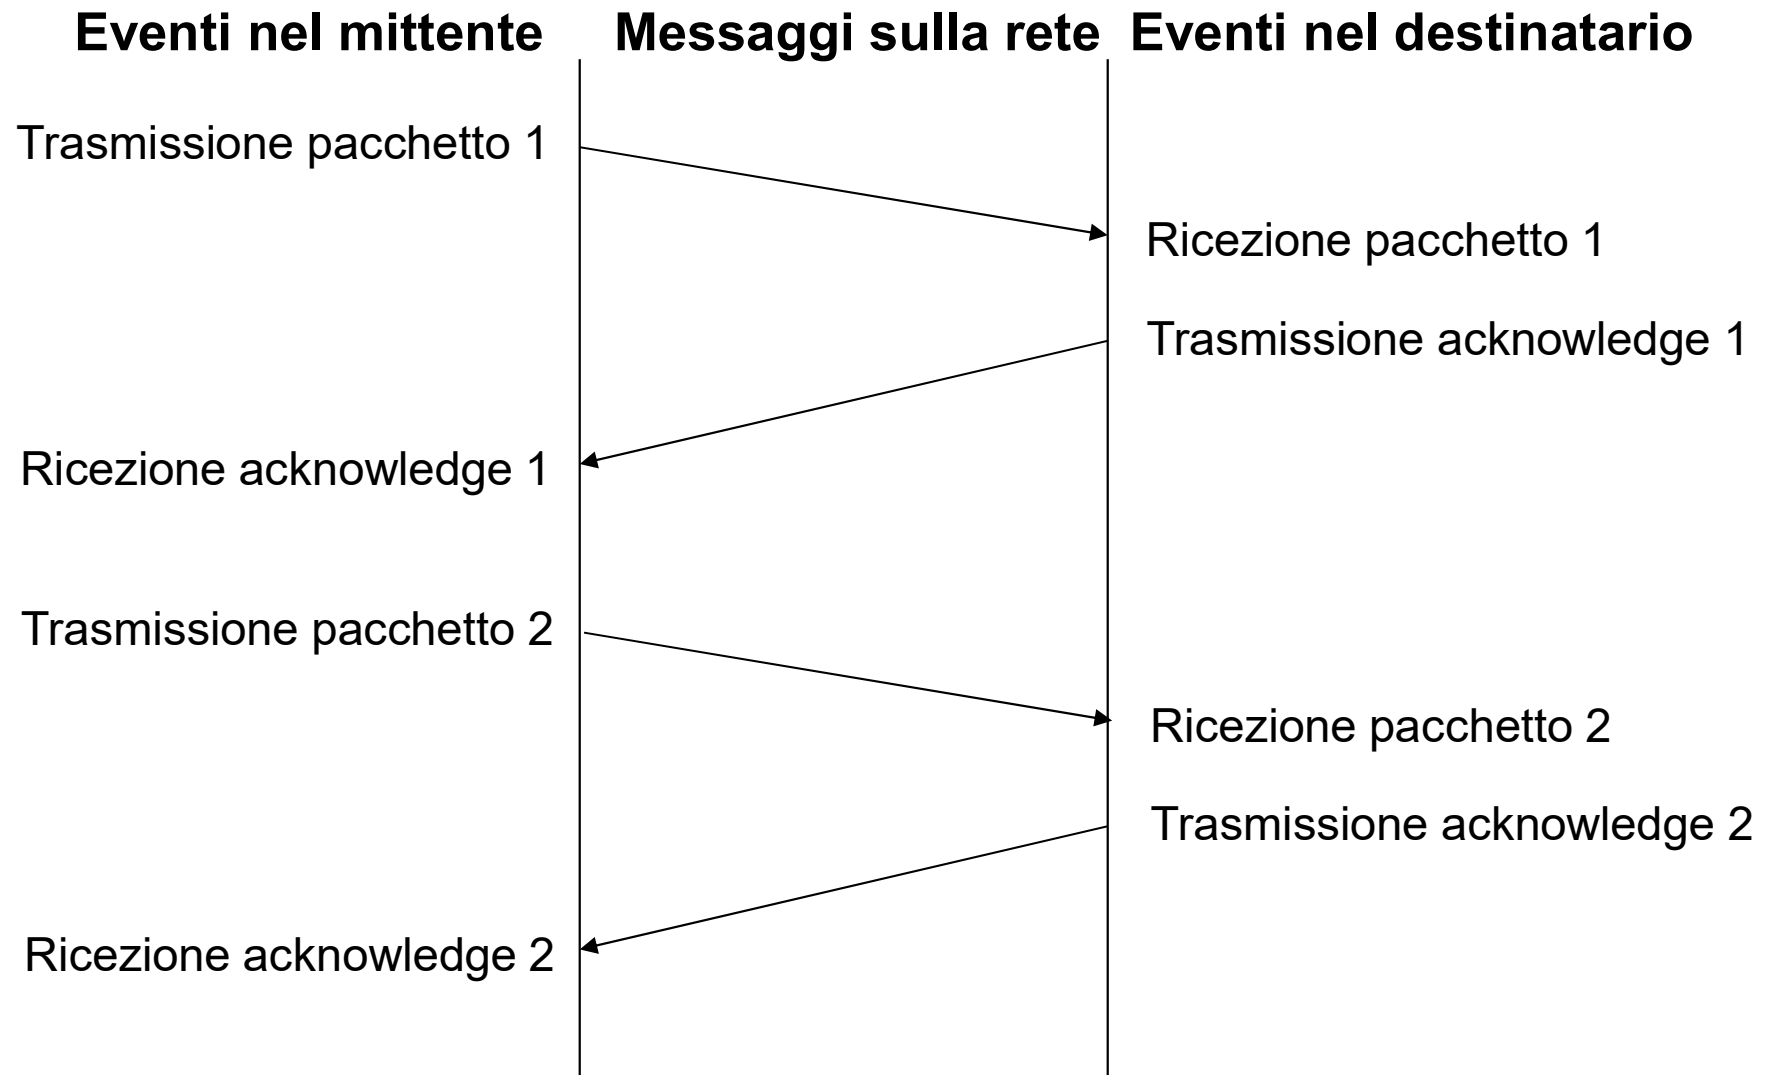 Eventi nel mittente
Messaggi sulla rete
Eventi nel destinatario
Trasmissione pacchetto 1
Ricezione pacchetto 1
Trasmissione acknowledge 1
Ricezione acknowledge 1
Trasmissione pacchetto 2
Ricezione pacchetto 2
Trasmissione acknowledge 2
Ricezione acknowledge 2